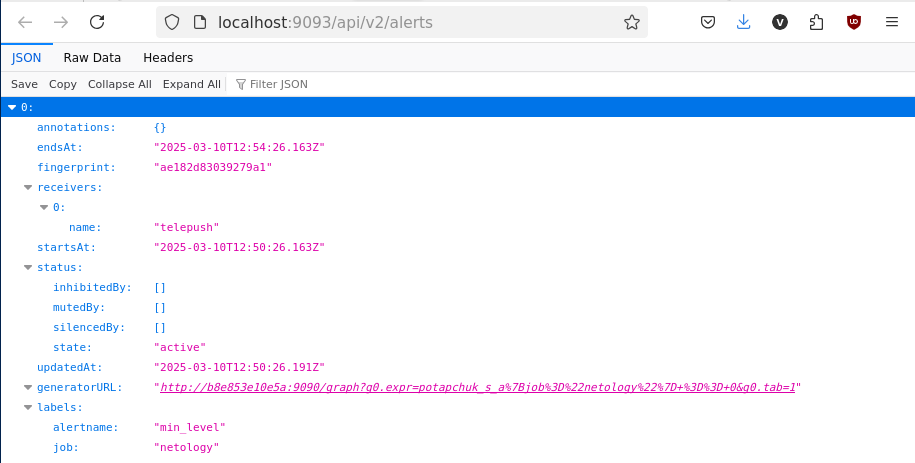 localhost:9093/api/v2/alerts
JSON Raw Data Headers
Save Copy Collapse All Expand All Filter JSON
0:
annotations: {}
endsAt: "2025-03-10T12:54:26.163Z"
fingerprint: "ae182d83039279a1"
receivers:
0:
name: "telepush"
startsAt: "2025-03-10T12:50:26.163Z"
status:
inhibitedBy: []
mutedBy: []
silencedBy: []
state: "active"
updatedAt: "2025-03-10T12:50:26.191Z"
generatorURL: "http://b8e853e10e5a:9090/graph?g0.expr=potapchuk_s_a%7Bjob%3D%22netology%22%7D+%3D%3D+0&g0.tab=1"
labels:
alertname: "min_level"
job: "netology"